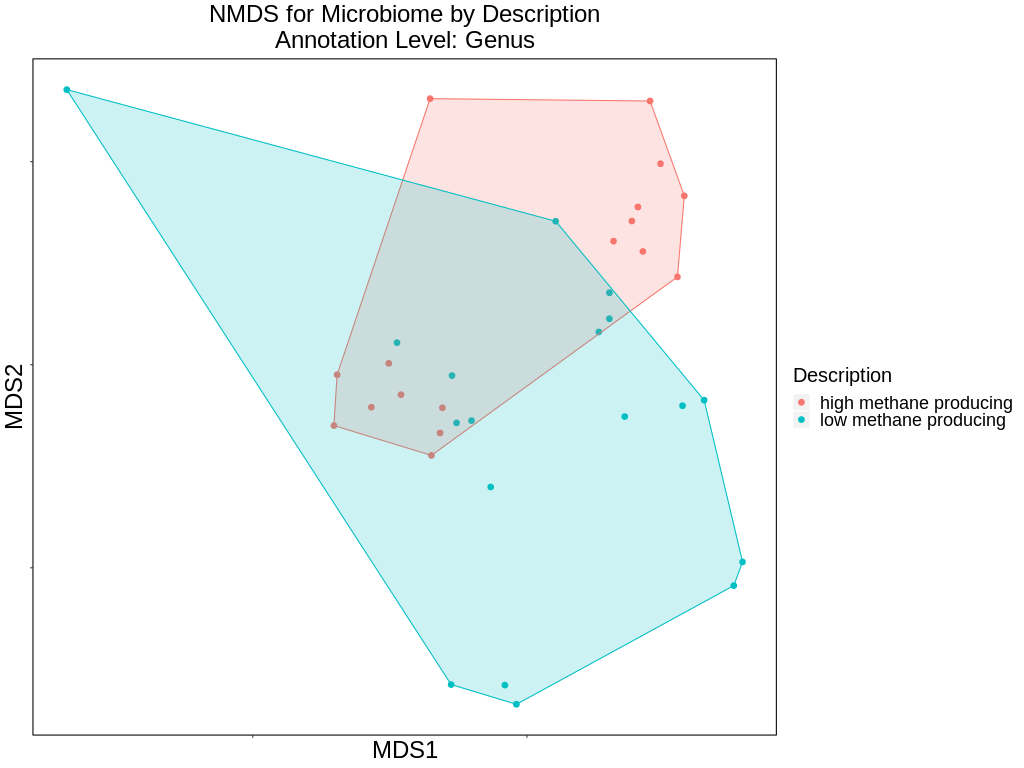 NMDS for Microbiome by Description
Annotation Level: Genus
MDS2
MDS1
Description
high methane producing
low methane producing